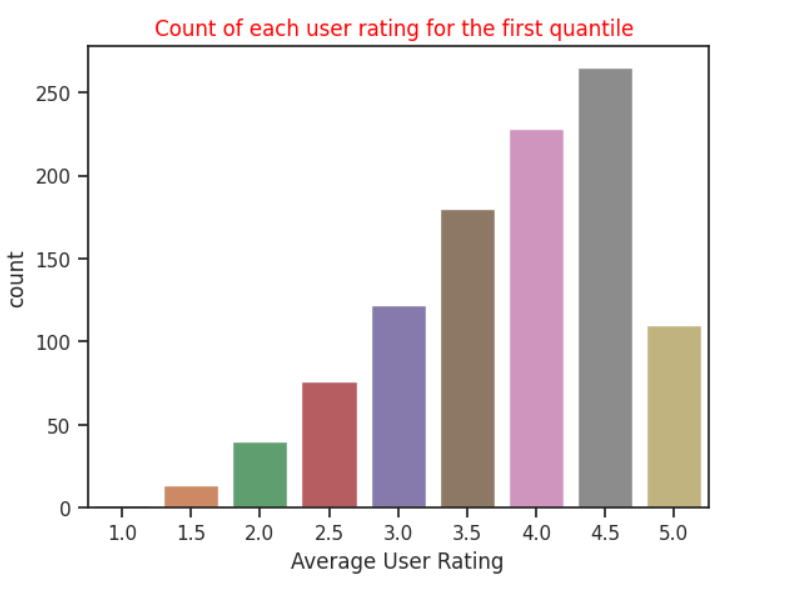 Count of each user rating for the first quantile
250
200
150
100
50
0
count
1.0 1.5 2.0 2.5 3.0 3.5 4.0 4.5 5.0
Average User Rating